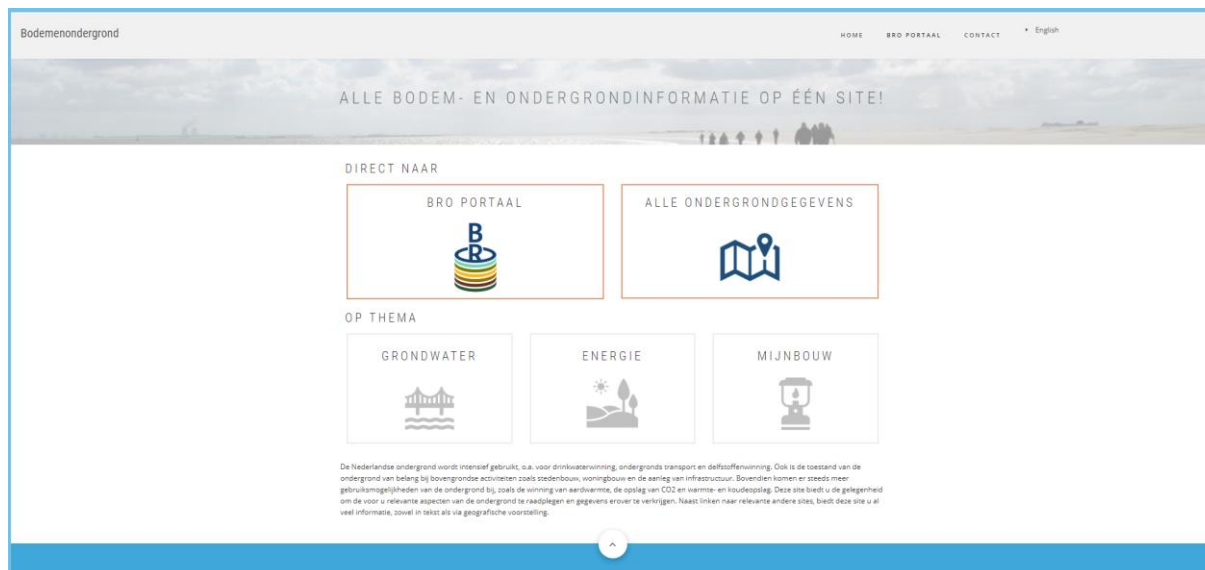 Bodemenondergrond
HOME BRO PORTAAL CONTACT • English
ALLE BODEM- EN ONDERGRONDINFORMATIE OP ÉÉN SITE!
DIRECT NAAR
BRO PORTAAL
ALLE ONDERGRONDGEGEVENS
B
R
OP THEMA
GRONDWATER
ENERGIE
MIJNBOUW
De Nederlandse ondergrond wordt intensief gebruikt, o.a. voor drinkwaterwinning, ondergronds transport en delfstoffenwinning. Ook is de toestand van de
ondergrond van belang bij bovengrondse activiteiten zoals stedenbouw, woningbouw en de aanleg van infrastructuur. Bovendien komen er steeds meer
gebruiksmogelijkheden van de ondergrond bij, zoals de winning van aardwarmte, de opslag van CO2 en warmte- en koudeopslag. Deze site biedt u de gelegenheid
om de voor u relevante aspecten van de ondergrond te raadplegen en gegevens erover te verkrijgen. Naast linken naar relevante andere sites, biedt deze site u al
veel informatie, zowel in tekst als via geografische voorstelling.